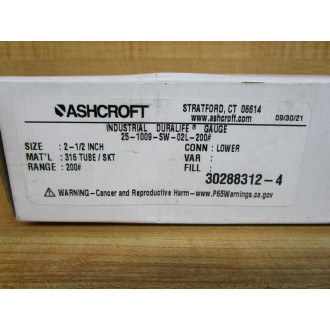 ASHCROFT
STRATFORD, CT 06614
www.ashcroft.com 09/30/21
INDUSTRIAL DURALIFE® GAUGE
25-1009-SW-02L-200#
SIZE : 2-1/2 INCH CONN : LOWER
MAT'L : 316 TUBE / SKT VAR :
RANGE : 200# FILL :
30288312-4
⚠ WARNING-Cancer and Reproductive Harm- www.P65Warnings.ca.gov